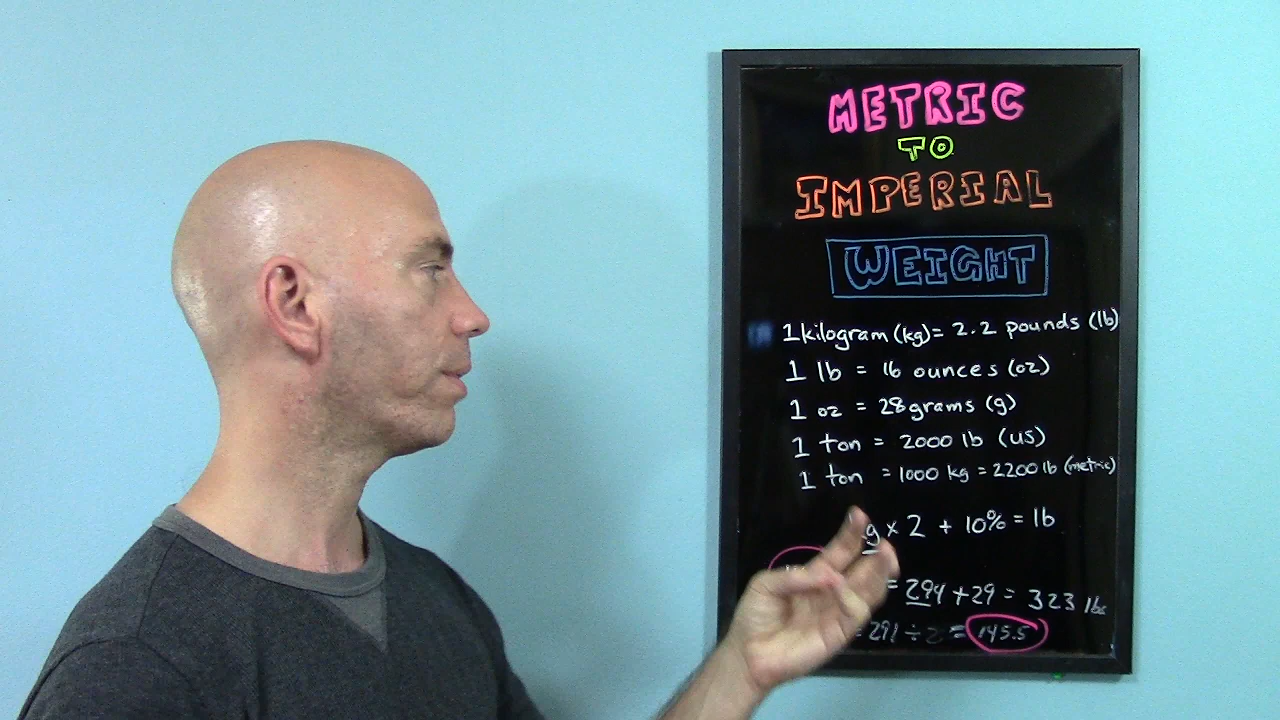 METRIC
TO
IMPERIAL
WEIGHT
1 kilogram (kg) = 2.2 pounds (lb)
1 lb = 16 ounces (oz)
1 oz = 28 grams (g)
1 ton = 2000 lb (us)
1 ton = 1000 kg = 2200 lb (metric)
g x 2 + 10% = lb
= 294 + 29 = 323 lbs
= 291 ÷ 2 = 145.5